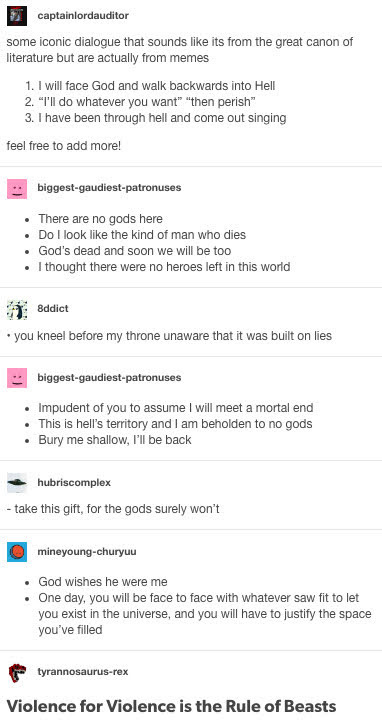 captainlordauditor
some iconic dialogue that sounds like its from the great canon of
literature but are actually from memes
1. I will face God and walk backwards into Hell
2. “I’ll do whatever you want” “then perish”
3. I have been through hell and come out singing
feel free to add more!
biggest-gaudiest-patronuses
• There are no gods here
• Do I look like the kind of man who dies
• God’s dead and soon we will be too
• I thought there were no heroes left in this world
8ddict
• you kneel before my throne unaware that it was built on lies
biggest-gaudiest-patronuses
• Impudent of you to assume I will meet a mortal end
• This is hell’s territory and I am beholden to no gods
• Bury me shallow, I’ll be back
hubriscomplex
- take this gift, for the gods surely won’t
mineyoung-churyuu
• God wishes he were me
• One day, you will be face to face with whatever saw fit to let
you exist in the universe, and you will have to justify the space
you’ve filled
tyrannosaurus-rex
Violence for Violence is the Rule of Beasts